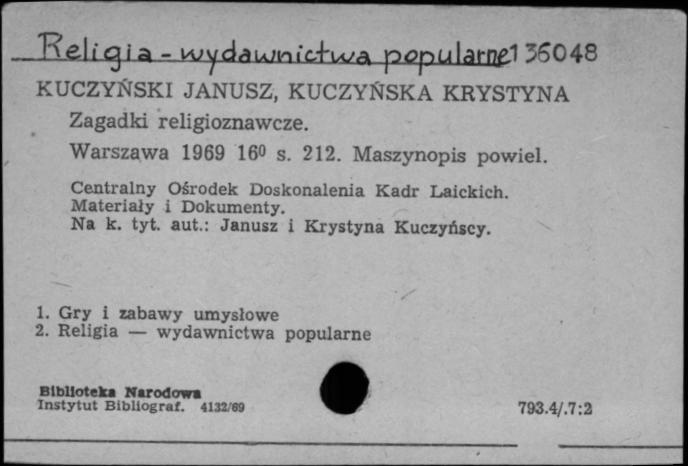 Religia - wydawnictwa popularne 136048
KUCZYŃSKI JANUSZ, KUCZYŃSKA KRYSTYNA
Zagadki religioznawcze.
Warszawa 1969 16⁰ s. 212. Maszynopis powiel.
Centralny Ośrodek Doskonalenia Kadr Laickich.
Materiały i Dokumenty.
Na k. tyt. aut.: Janusz i Krystyna Kuczyńscy.
1. Gry i zabawy umysłowe
2. Religia — wydawnictwa popularne
Biblioteka Narodowa
Instytut Bibliograf. 4132/69
793.4/.7:2